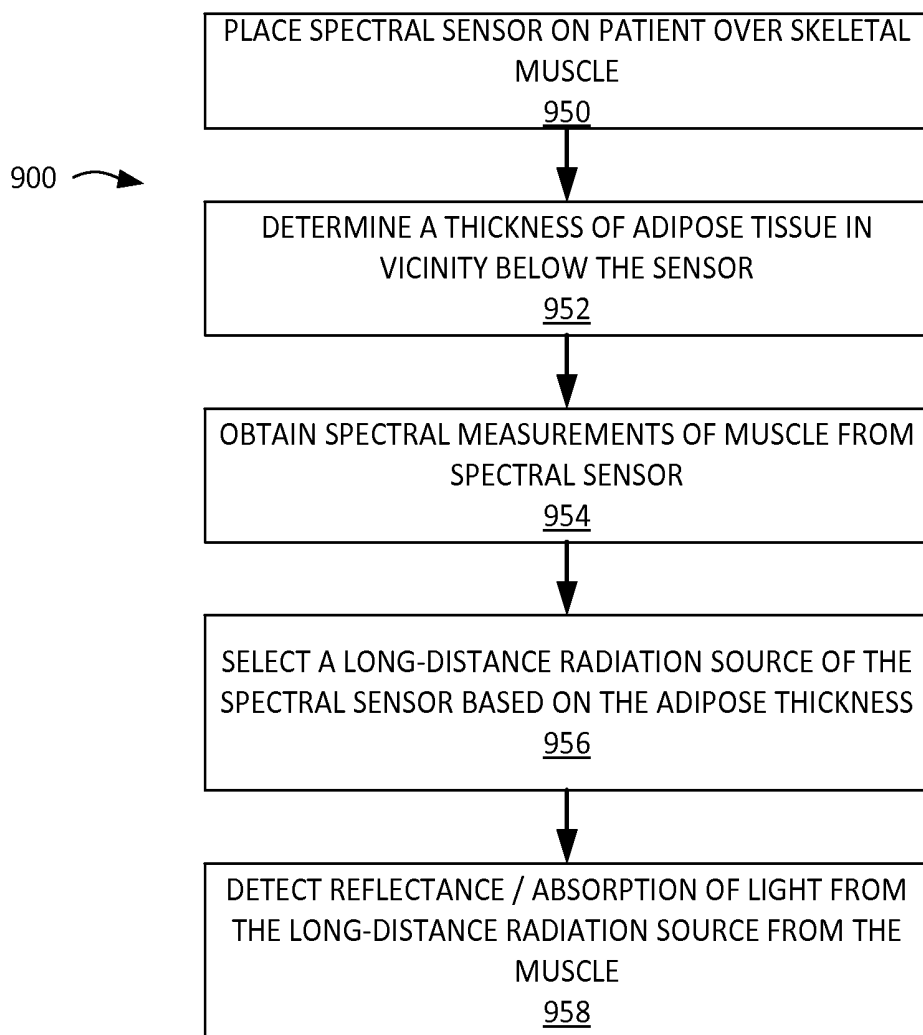 PLACE SPECTRAL SENSOR ON PATIENT OVER SKELETAL
MUSCLE
950
900
DETERMINE A THICKNESS OF ADIPOSE TISSUE IN
VICINITY BELOW THE SENSOR
952
OBTAIN SPECTRAL MEASUREMENTS OF MUSCLE FROM
SPECTRAL SENSOR
954
SELECT A LONG-DISTANCE RADIATION SOURCE OF THE
SPECTRAL SENSOR BASED ON THE ADIPOSE THICKNESS
956
DETECT REFLECTANCE / ABSORPTION OF LIGHT FROM
THE LONG-DISTANCE RADIATION SOURCE FROM THE
MUSCLE
958